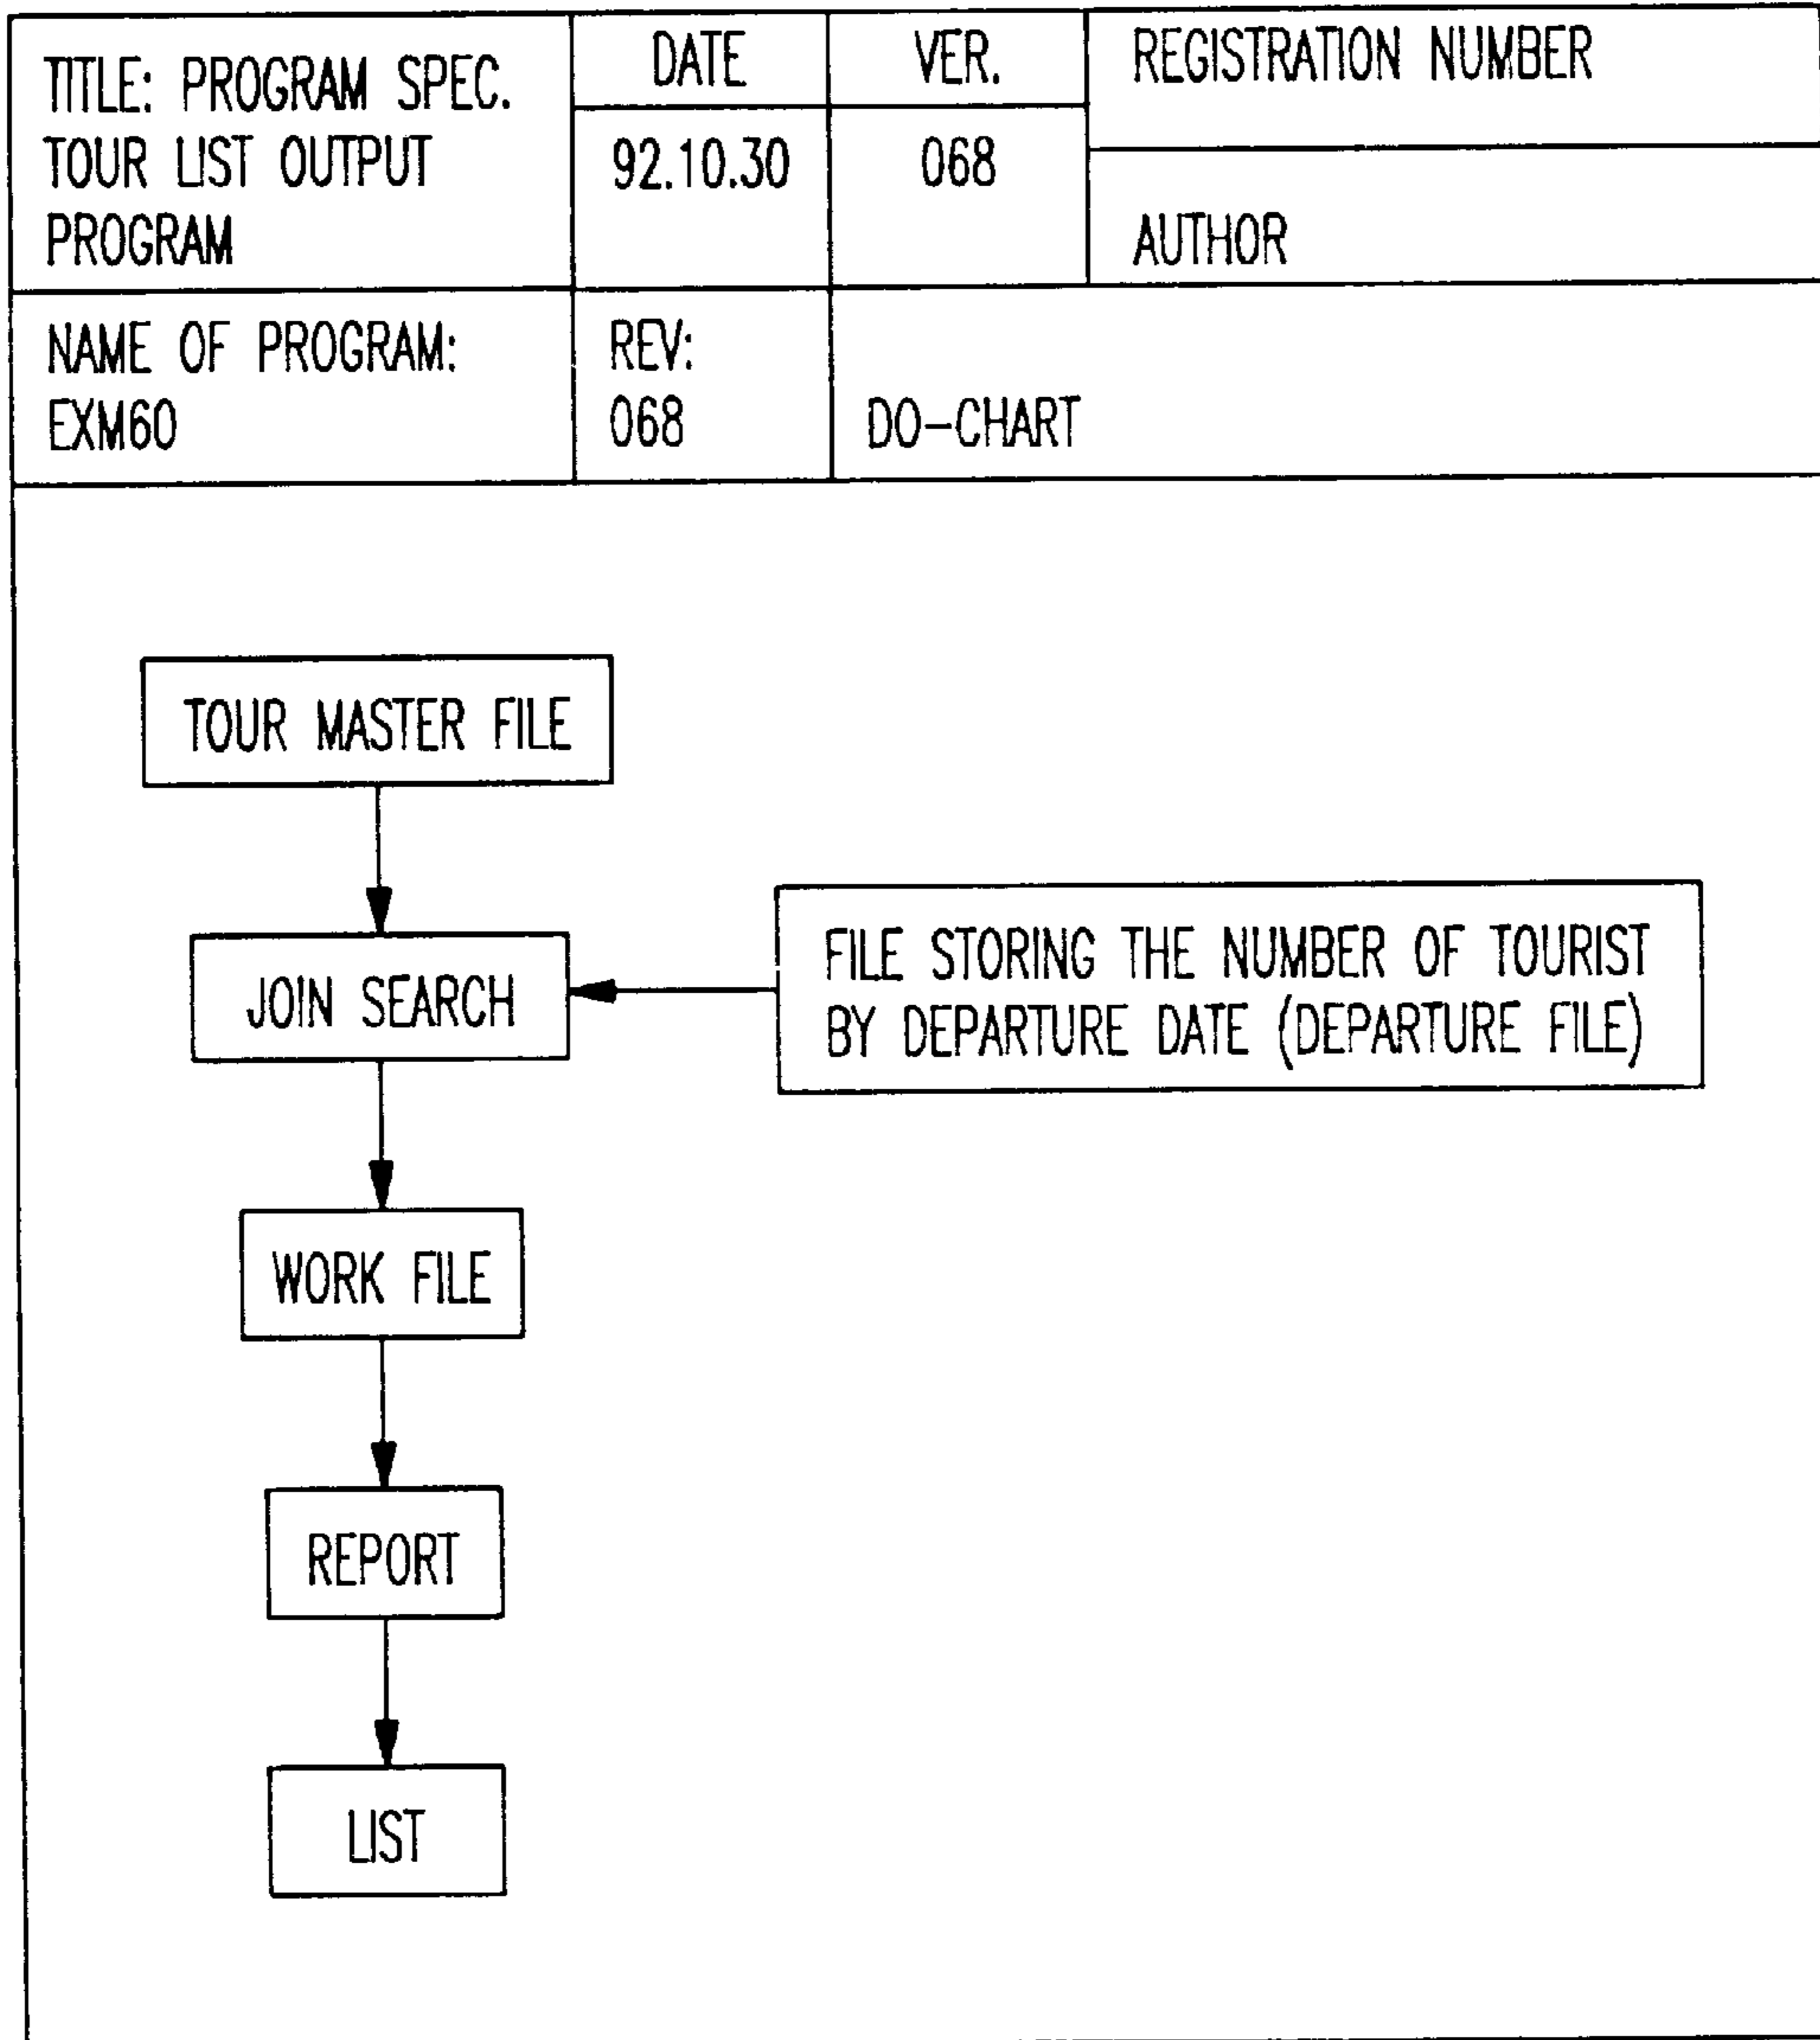 TITLE: PROGRAM SPEC.
TOUR LIST OUTPUT
PROGRAM
DATE
92.10.30
VER.
068
REGISTRATION NUMBER
AUTHOR
NAME OF PROGRAM:
EXM60
REV:
068
DO-CHART
TOUR MASTER FILE
JOIN SEARCH
FILE STORING THE NUMBER OF TOURIST
BY DEPARTURE DATE (DEPARTURE FILE)
WORK FILE
REPORT
LIST